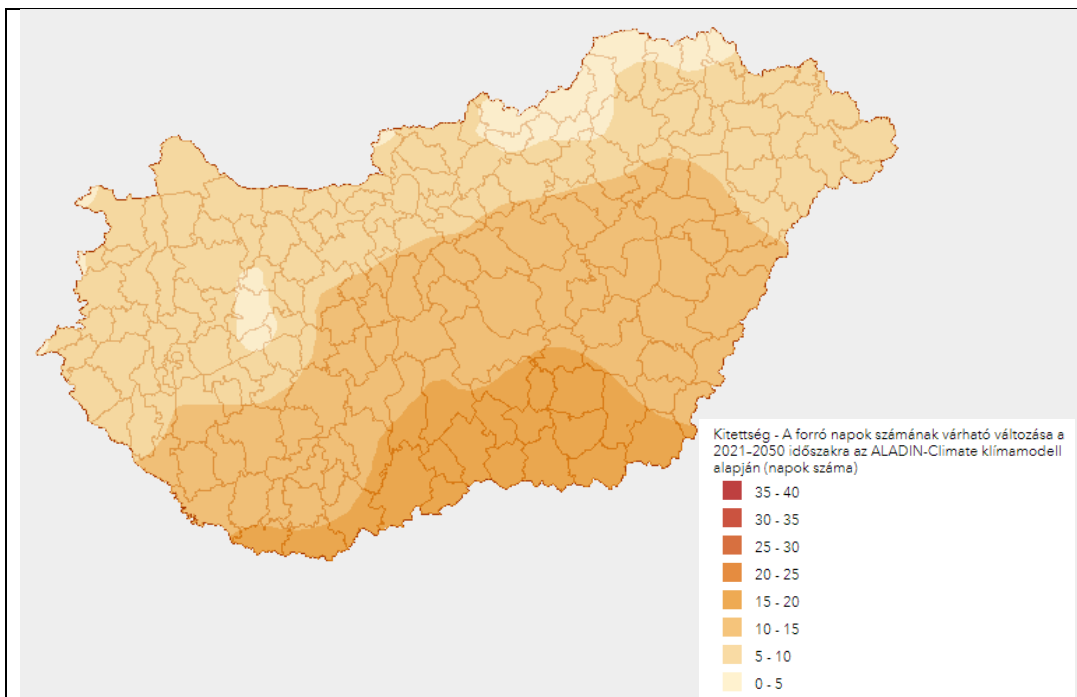 Kitettség - A forró napok számának várható változása a
2021–2050 időszakra az ALADIN-Climate klímamodell
alapján (napok száma)
35 - 40
30 - 35
25 - 30
20 - 25
15 - 20
10 - 15
5 - 10
0 - 5